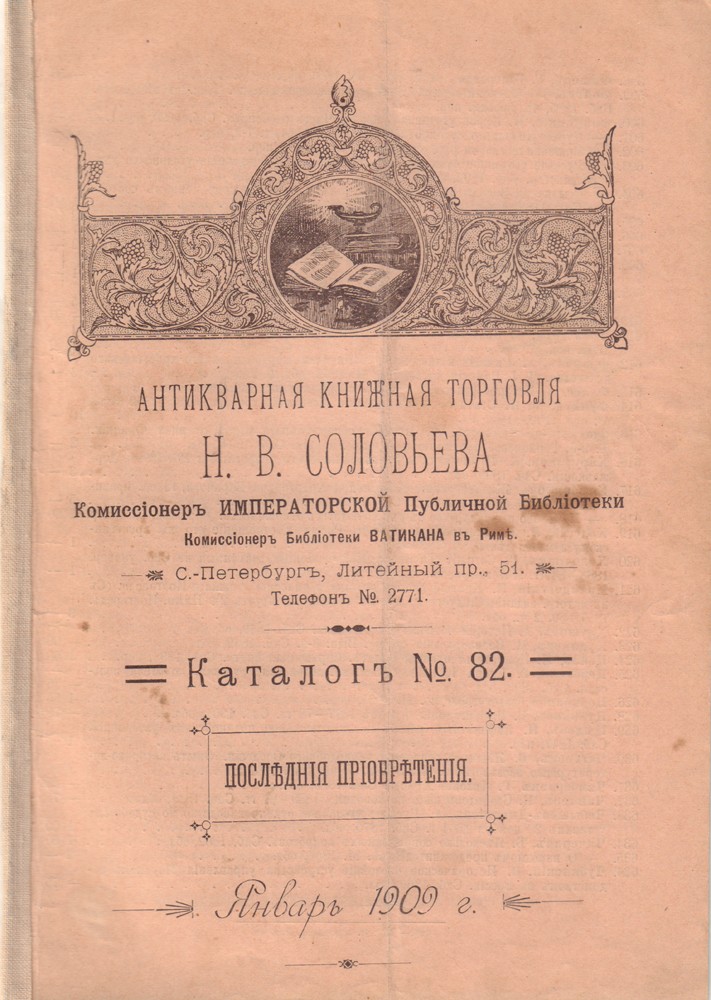 АНТИКВАРНАЯ КНИЖНАЯ ТОРГОВЛЯ
Н. В. СОЛОВЬЕВА
Комиссіонеръ ИМПЕРАТОРСКОЙ Публичной Библіотеки
Комиссіонеръ Библіотеки ВАТИКАНА въ Римѣ.
С.-Петербургъ, Литейный пр., 51.
Телефонъ №. 2771.
Каталогъ №. 82.
ПОСЛѢДНІЯ ПРІОБРѢТЕНІЯ.
Январь 1909 г.